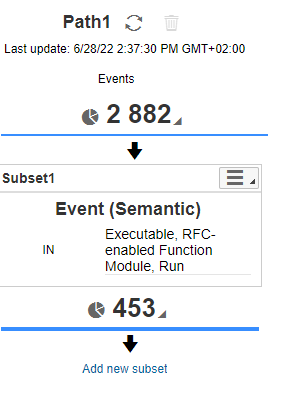 Path1
Last update: 6/28/22 2:37:30 PM GMT+02:00
Events
2 882
Subset1
Event (Semantic)
IN
Executable, RFC-
enabled Function
Module, Run
453
Add new subset